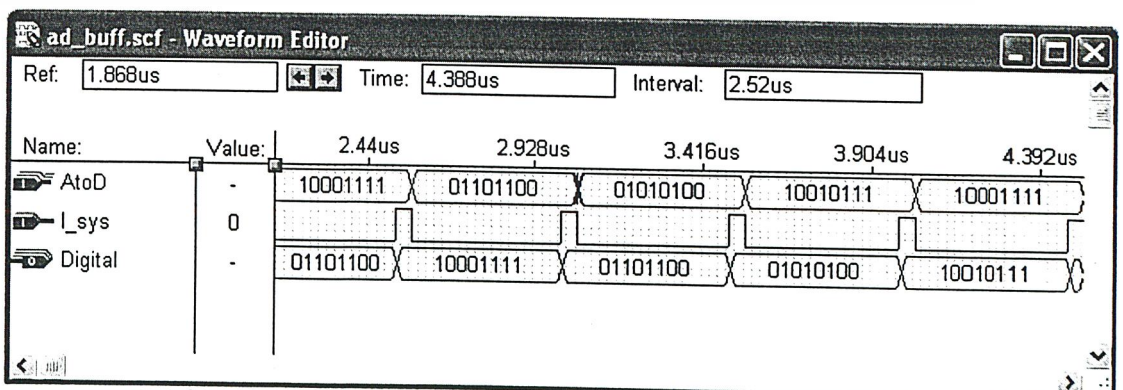 ad_buff.scf - Waveform Editor
Ref: 1.868us Time: 4.388us Interval: 2.52us
Name: Value: 2.44us 2.928us 3.416us 3.904us 4.392us
AtoD - 10001111 01101100 01010100 10010111 10001111
I_sys 0
Digital - 01101100 10001111 01101100 01010100 10010111